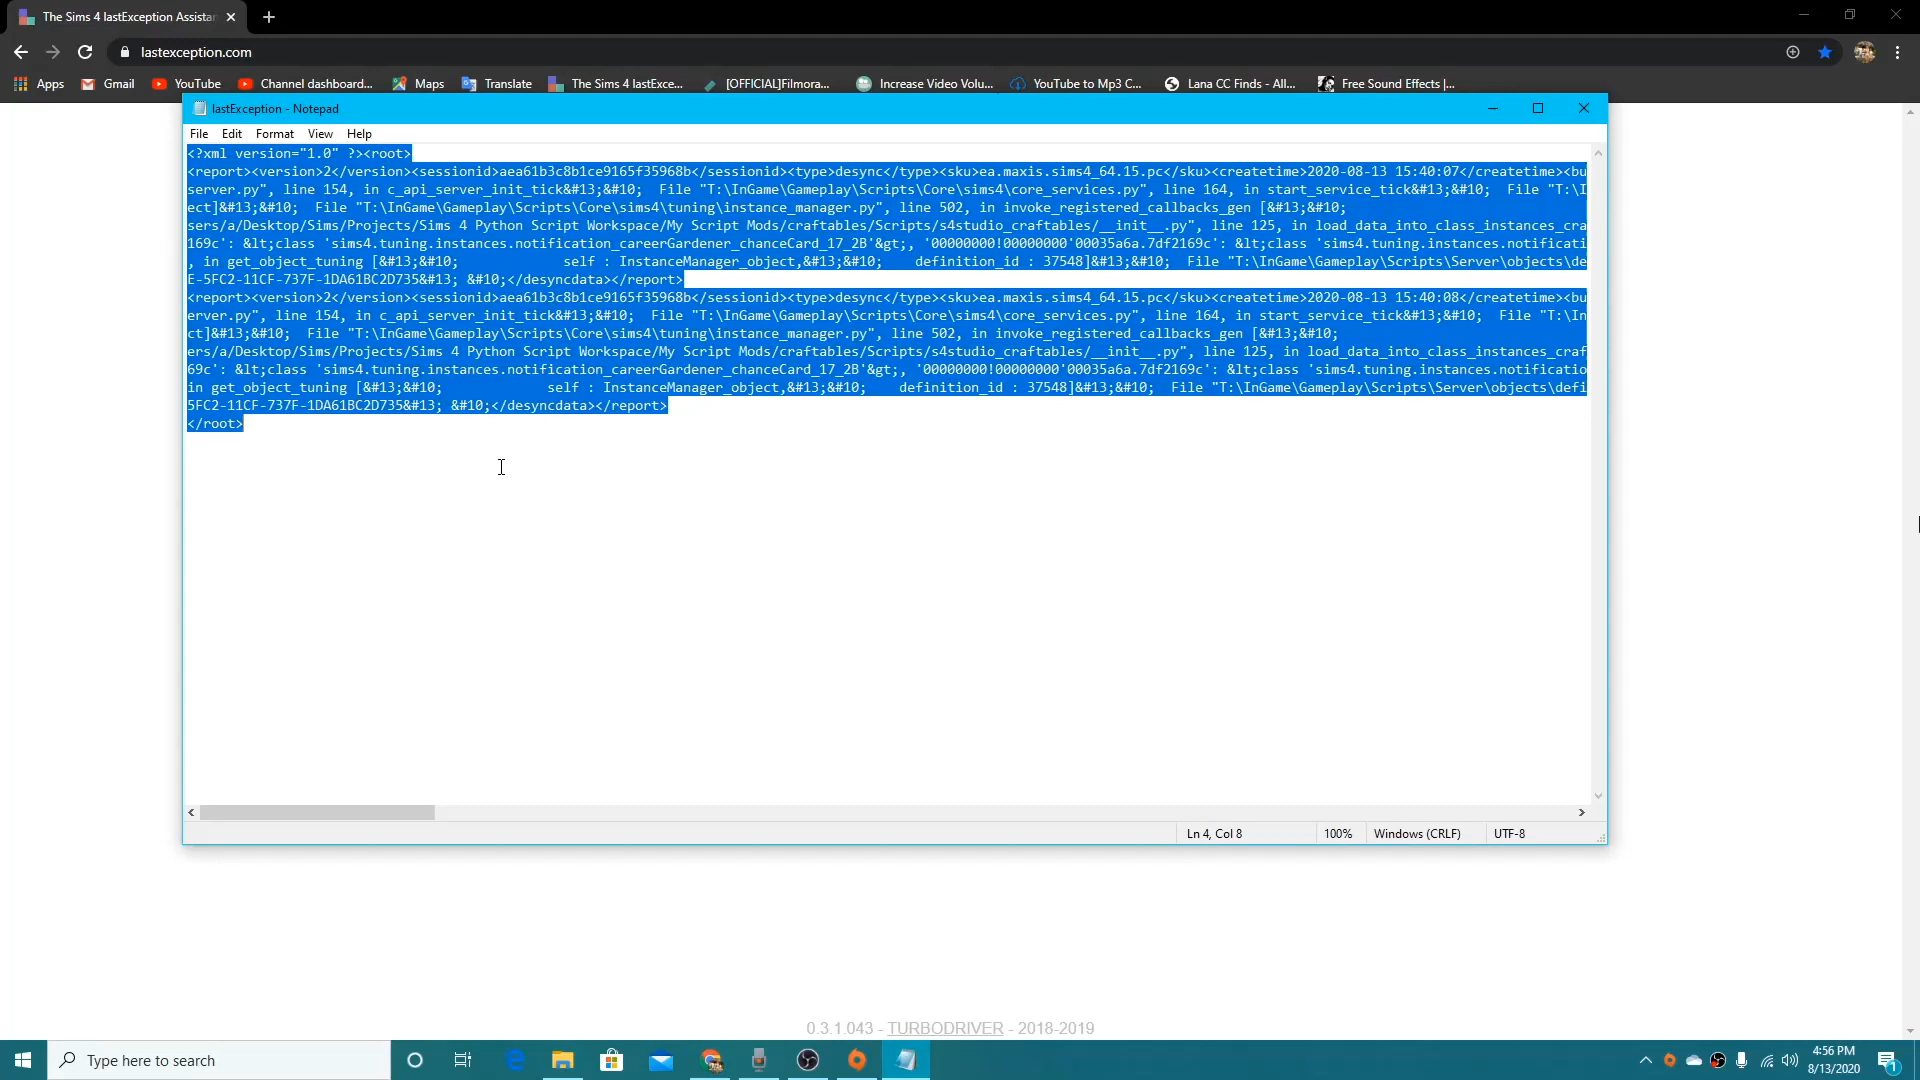 The Sims 4 lastException Assistan
lastexception.com
Apps Gmail YouTube Channel dashboard... Maps Translate The Sims 4 lastExce... [OFFICIAL]Filmora... Increase Video Volu... YouTube to Mp3 C... Lana CC Finds - All... Free Sound Effects |...
lastException - Notepad
File Edit Format View Help
<?xml version="1.0" ?><root>
<report><version>2</version><sessionid>aea61b3c8b1ce9165f35968b</sessionid><type>desync</type><sku>ea.maxis.sims4_64.15.pc</sku><createtime>2020-08-13 15:40:07</createtime><bu
server.py", line 154, in c_api_server_init_tick&#13;&#10;  File "T:\InGame\Gameplay\Scripts\Core\sims4\core_services.py", line 164, in start_service_tick&#13;&#10;  File "T:\I
ect]&#13;&#10;  File "T:\InGame\Gameplay\Scripts\Core\sims4\tuning\instance_manager.py", line 502, in invoke_registered_callbacks_gen [&#13;&#10;
sers/a/Desktop/Sims/Projects/Sims 4 Python Script Workspace/My Script Mods/craftables/Scripts/s4studio_craftables/__init__.py", line 125, in load_data_into_class_instances_cra
169c': &lt;class 'sims4.tuning.instances.notification_careerGardener_chanceCard_17_2B'&gt;, '00000000!00000000'00035a6a.7df2169c': &lt;class 'sims4.tuning.instances.notificati
, in get_object_tuning [&#13;&#10;              self : InstanceManager_object,&#13;&#10;    definition_id : 37548]&#13;&#10;  File "T:\InGame\Gameplay\Scripts\Server\objects\de
E-5FC2-11CF-737F-1DA61BC2D735&#13; &#10;</desyncdata></report>
<report><version>2</version><sessionid>aea61b3c8b1ce9165f35968b</sessionid><type>desync</type><sku>ea.maxis.sims4_64.15.pc</sku><createtime>2020-08-13 15:40:08</createtime><bu
erver.py", line 154, in c_api_server_init_tick&#13;&#10;  File "T:\InGame\Gameplay\Scripts\Core\sims4\core_services.py", line 164, in start_service_tick&#13;&#10;  File "T:\In
ct]&#13;&#10;  File "T:\InGame\Gameplay\Scripts\Core\sims4\tuning\instance_manager.py", line 502, in invoke_registered_callbacks_gen [&#13;&#10;
ers/a/Desktop/Sims/Projects/Sims 4 Python Script Workspace/My Script Mods/craftables/Scripts/s4studio_craftables/__init__.py", line 125, in load_data_into_class_instances_craf
69c': &lt;class 'sims4.tuning.instances.notification_careerGardener_chanceCard_17_2B'&gt;, '00000000!00000000'00035a6a.7df2169c': &lt;class 'sims4.tuning.instances.notificatio
in get_object_tuning [&#13;&#10;              self : InstanceManager_object,&#13;&#10;    definition_id : 37548]&#13;&#10;  File "T:\InGame\Gameplay\Scripts\Server\objects\defi
5FC2-11CF-737F-1DA61BC2D735&#13; &#10;</desyncdata></report>
</root>
Ln 4, Col 8 100% Windows (CRLF) UTF-8
0.3.1.043 - TURBODRIVER - 2018-2019
Type here to search
4:56 PM
8/13/2020
1